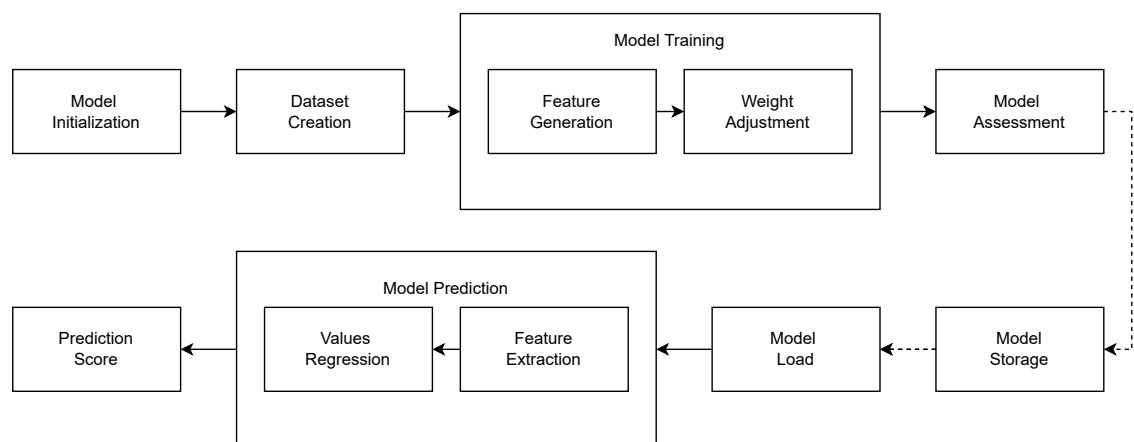 Model Training
Model
Initialization
Dataset
Creation
Feature
Generation
Weight
Adjustment
Model
Assessment
Model Prediction
Prediction
Score
Values
Regression
Feature
Extraction
Model
Load
Model
Storage